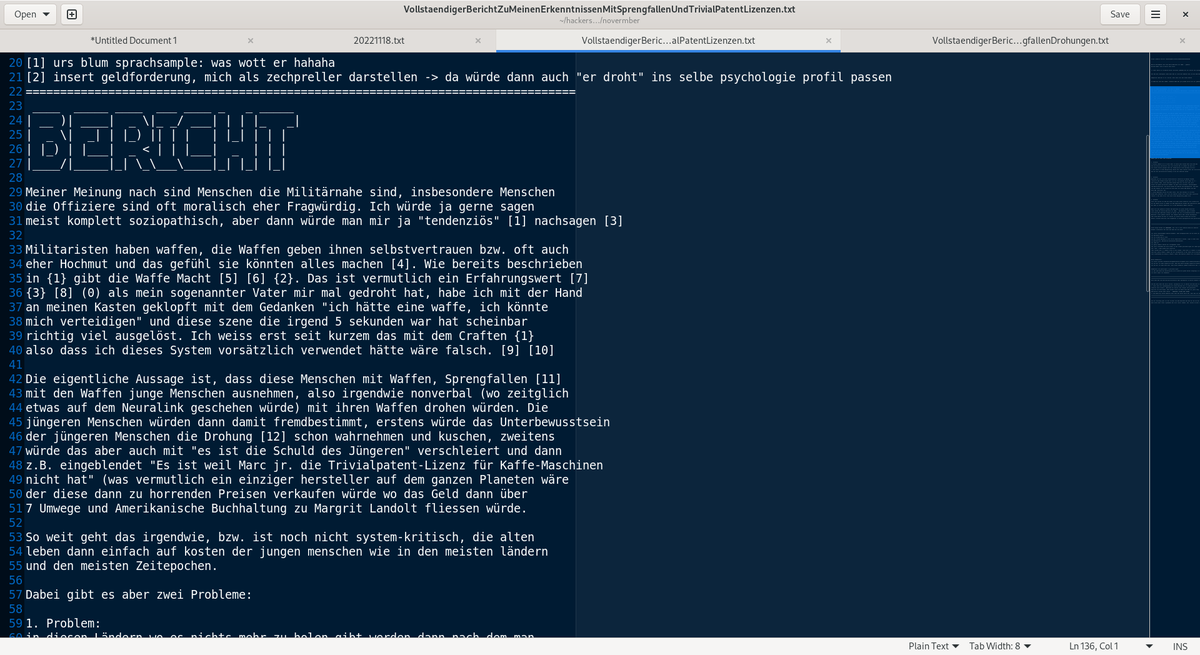 Open
VollstaendigerBerichtZuMeinenErkenntnissenMitSprengfallenUndTrivialPatentLizenzen.txt
~/hackers.../novermber
Save
*Untitled Document 1
20221118.txt
VollstaendigerBeric...alPatentLizenzen.txt
VollstaendigerBeric...gfallenDrohungen.txt
20 [1] urs blum sprachsample: was wott er hahaha
21 [2] insert geldforderung, mich als zechpreller darstellen -> da würde dann auch "er droht" ins selbe psychologie profil passen
22 ================================================================================
23
24
25 BERICHT
26
27
28
29 Meiner Meinung nach sind Menschen die Militärnahe sind, insbesondere Menschen
30 die Offiziere sind oft moralisch eher Fragwürdig. Ich würde ja gerne sagen
31 meist komplett soziopathisch, aber dann würde man mir ja "tendenziös" [1] nachsagen [3]
32
33 Militaristen haben waffen, die Waffen geben ihnen selbstvertrauen bzw. oft auch
34 eher Hochmut und das gefühl sie könnten alles machen [4]. Wie bereits beschrieben
35 in {1} gibt die Waffe Macht [5] [6] {2}. Das ist vermutlich ein Erfahrungswert [7]
36 {3} [8] (0) als mein sogenannter Vater mir mal gedroht hat, habe ich mit der Hand
37 an meinen Kasten geklopft mit dem Gedanken "ich hätte eine waffe, ich könnte
38 mich verteidigen" und diese szene die irgend 5 sekunden war hat scheinbar
39 richtig viel ausgelöst. Ich weiss erst seit kurzem das mit dem Craften {1}
40 also dass ich dieses System vorsätzlich verwendet hätte wäre falsch. [9] [10]
41
42 Die eigentliche Aussage ist, dass diese Menschen mit Waffen, Sprengfallen [11]
43 mit den Waffen junge Menschen ausnehmen, also irgendwie nonverbal (wo zeitglich
44 etwas auf dem Neuralink geschehen würde) mit ihren Waffen drohen würden. Die
45 jüngeren Menschen würden dann damit fremdbestimmt, erstens würde das Unterbewusstsein
46 der jüngeren Menschen die Drohung [12] schon wahrnehmen und kuschen, zweitens
47 würde das aber auch mit "es ist die Schuld des Jüngeren" verschleiert und dann
48 z.B. eingeblendet "Es ist weil Marc jr. die Trivialpatent-Lizenz für Kaffe-Maschinen
49 nicht hat" (was vermutlich ein einziger hersteller auf dem ganzen Planeten wäre
50 der diese dann zu horrenden Preisen verkaufen würde wo das Geld dann über
51 7 Umwege und Amerikanische Buchhaltung zu Margrit Landolt fliessen würde.
52
53 So weit geht das irgendwie, bzw. ist noch nicht system-kritisch, die alten
54 leben dann einfach auf kosten der jungen menschen wie in den meisten ländern
55 und den meisten Zeitepochen.
56
57 Dabei gibt es aber zwei Probleme:
58
59 1. Problem:
60 in diesen Ländern wo es nichts mehr zu holen gibt werden dann nach dem man
Plain Text
Tab Width: 8
Ln 136, Col 1
INS